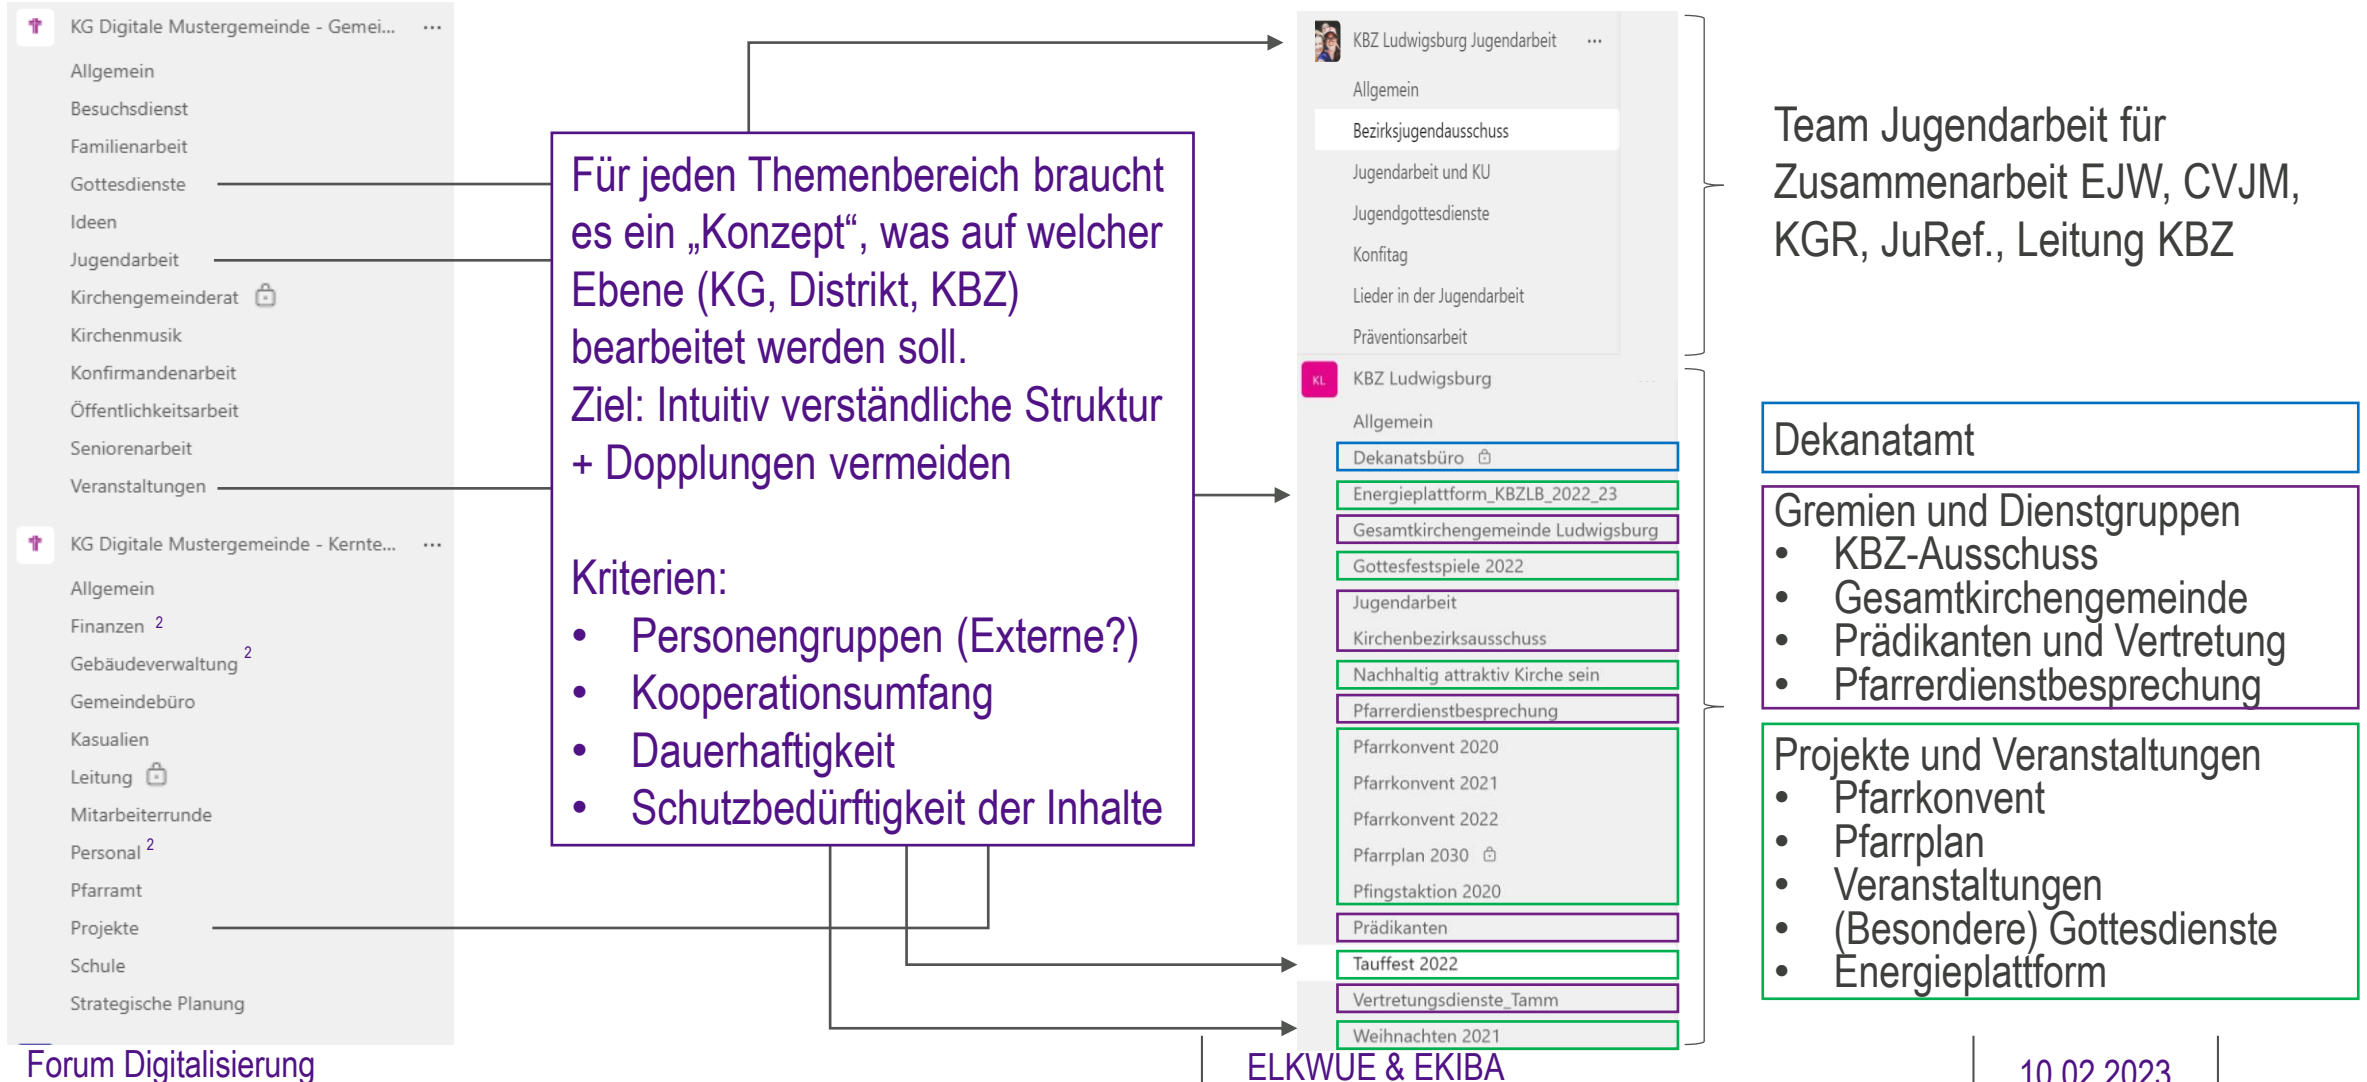 KG Digitale Mustergemeinde - Gemei... ...
Allgemein
Besuchsdienst
Familienarbeit
Gottesdienste
Ideen
Jugendarbeit
Kirchengemeinderat
Kirchenmusik
Konfirmandenarbeit
Öffentlichkeitsarbeit
Seniorenarbeit
Veranstaltungen
KG Digitale Mustergemeinde - Kernte... ...
Allgemein
Finanzen 2
Gebäudeverwaltung 2
Gemeindebüro
Kasualien
Leitung
Mitarbeiterrunde
Personal 2
Pfarramt
Projekte
Schule
Strategische Planung
Für jeden Themenbereich braucht
es ein „Konzept“, was auf welcher
Ebene (KG, Distrikt, KBZ)
bearbeitet werden soll.
Ziel: Intuitiv verständliche Struktur
+ Dopplungen vermeiden
Kriterien:
• Personengruppen (Externe?)
• Kooperationsumfang
• Dauerhaftigkeit
• Schutzbedürftigkeit der Inhalte
KBZ Ludwigsburg Jugendarbeit ...
Allgemein
Bezirksjugendausschuss
Jugendarbeit und KU
Jugendgottesdienste
Konfitag
Lieder in der Jugendarbeit
Präventionsarbeit
KL KBZ Ludwigsburg ...
Allgemein
Dekanatsbüro
Energieplattform_KBZLB_2022_23
Gesamtkirchengemeinde Ludwigsburg
Gottesfestspiele 2022
Jugendarbeit
Kirchenbezirksausschuss
Nachhaltig attraktiv Kirche sein
Pfarrerdienstbesprechung
Pfarrkonvent 2020
Pfarrkonvent 2021
Pfarrkonvent 2022
Pfarrplan 2030
Pfingstaktion 2020
Prädikanten
Tauffest 2022
Vertretungsdienste_Tamm
Weihnachten 2021
Team Jugendarbeit für
Zusammenarbeit EJW, CVJM,
KGR, JuRef., Leitung KBZ
Dekanatamt
Gremien und Dienstgruppen
• KBZ-Ausschuss
• Gesamtkirchengemeinde
• Prädikanten und Vertretung
• Pfarrerdienstbesprechung
Projekte und Veranstaltungen
• Pfarrkonvent
• Pfarrplan
• Veranstaltungen
• (Besondere) Gottesdienste
• Energieplattform
Forum Digitalisierung
ELKWUE & EKIBA
10.02.2023